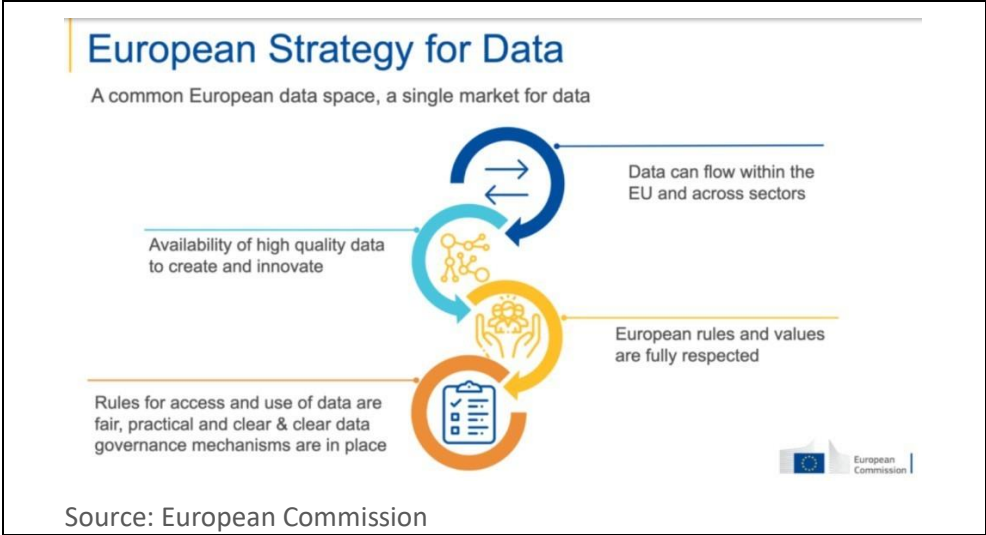 European Strategy for Data
A common European data space, a single market for data
Data can flow within the
EU and across sectors
Availability of high quality data
to create and innovate
European rules and values
are fully respected
Rules for access and use of data are
fair, practical and clear & clear data
governance mechanisms are in place
European
Commission
Source: European Commission